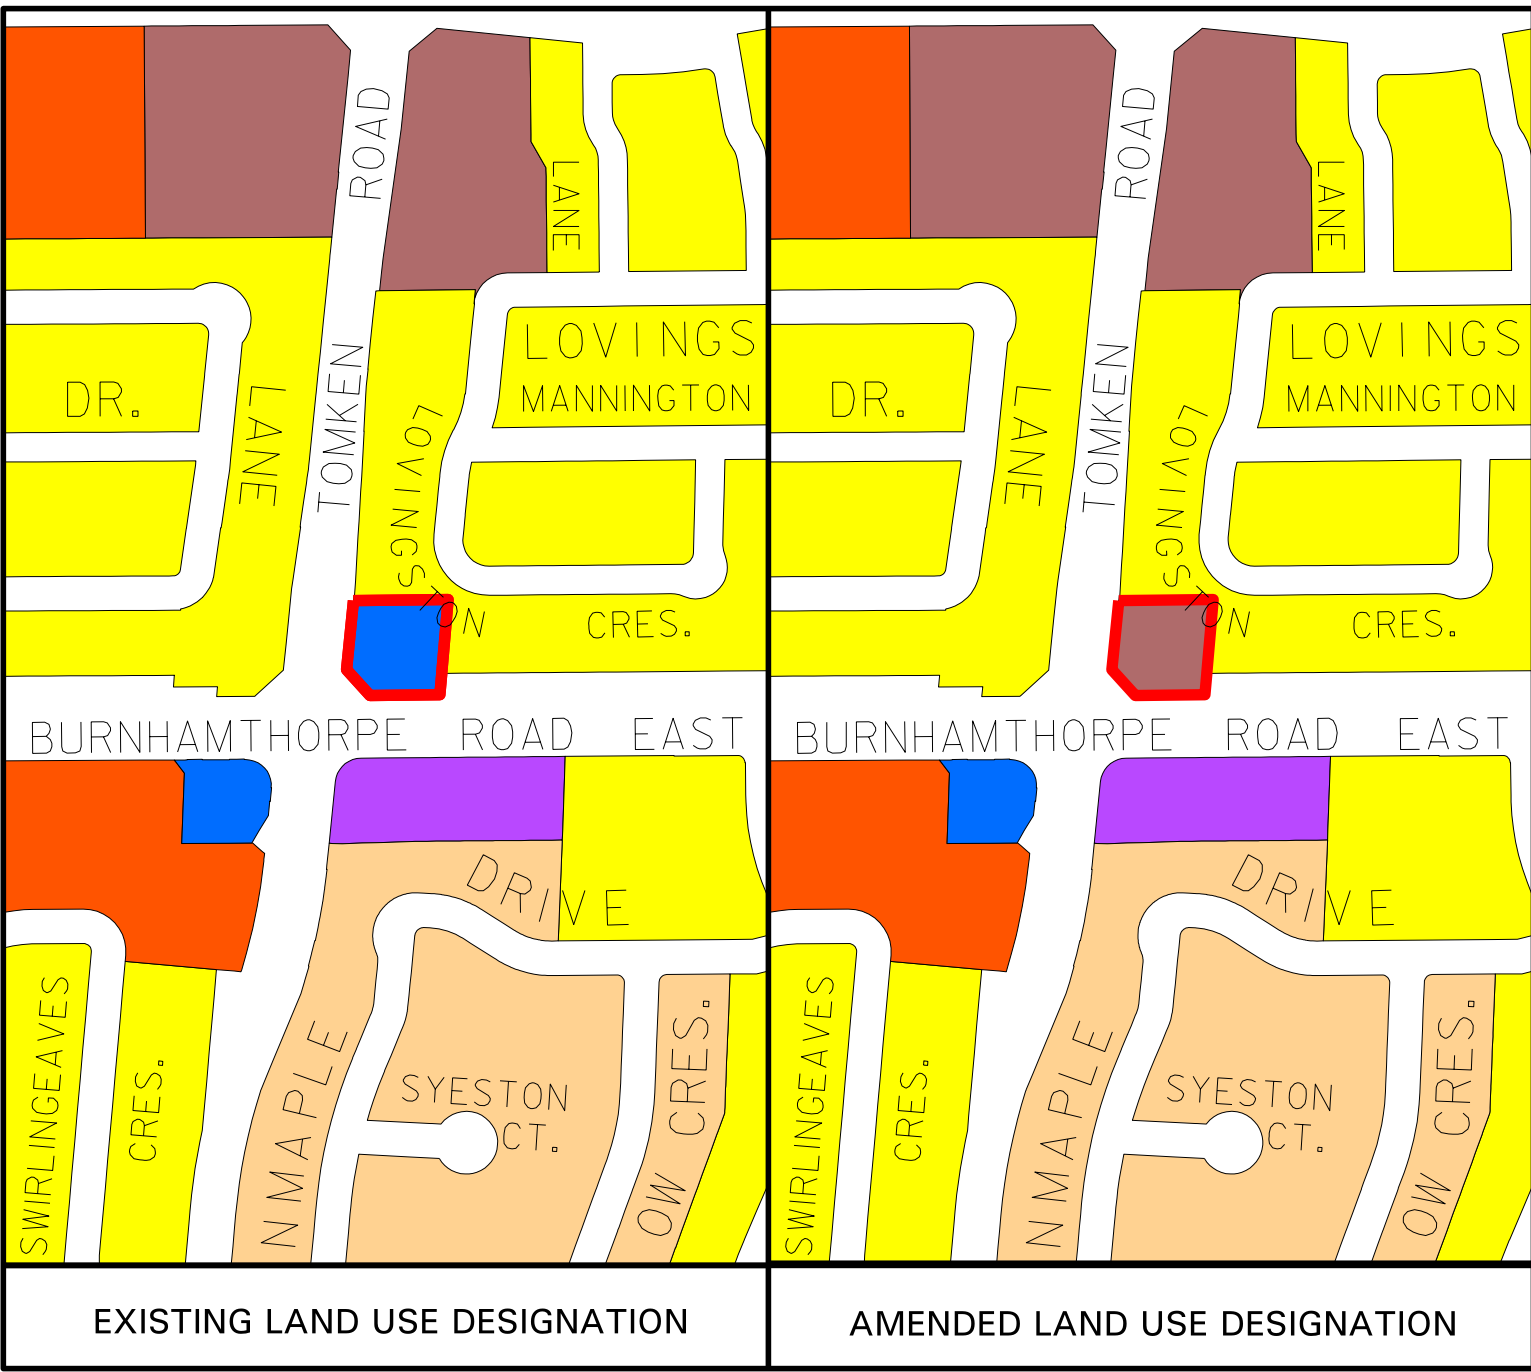 ROAD
LANE
LOVINGS
MANNINGTON
DR.
LANE
TOMKEN
LOVINGSTON
CRES.
BURNHAMTHORPE ROAD EAST
DRIVE
SWIRLINGEAVES
CRES.
NMAPLE
SYESTON
CT.
OW CRES.
EXISTING LAND USE DESIGNATION
ROAD
LANE
LOVINGS
MANNINGTON
DR.
LANE
TOMKEN
LOVINGSTON
CRES.
BURNHAMTHORPE ROAD EAST
DRIVE
SWIRLINGEAVES
CRES.
NMAPLE
SYESTON
CT.
OW CRES.
AMENDED LAND USE DESIGNATION